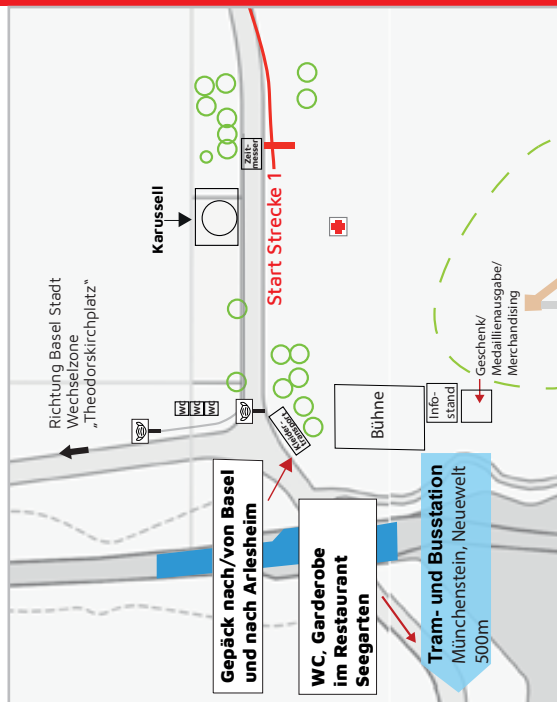 Richtung Basel Stadt
Wechselzone
„Theodorskirchplatz“
Karussell
Zeit-
messer
Start Strecke 1
WC
WC
WC
Kleider-
transport
Gepäck nach/von Basel
und nach Arlesheim
WC, Garderobe
im Restaurant
Seegarten
Bühne
Info-
stand
Geschenk/
Medaillenausgabe/
Merchandising
Tram- und Busstation
Münchenstein, Neuewelt
500m